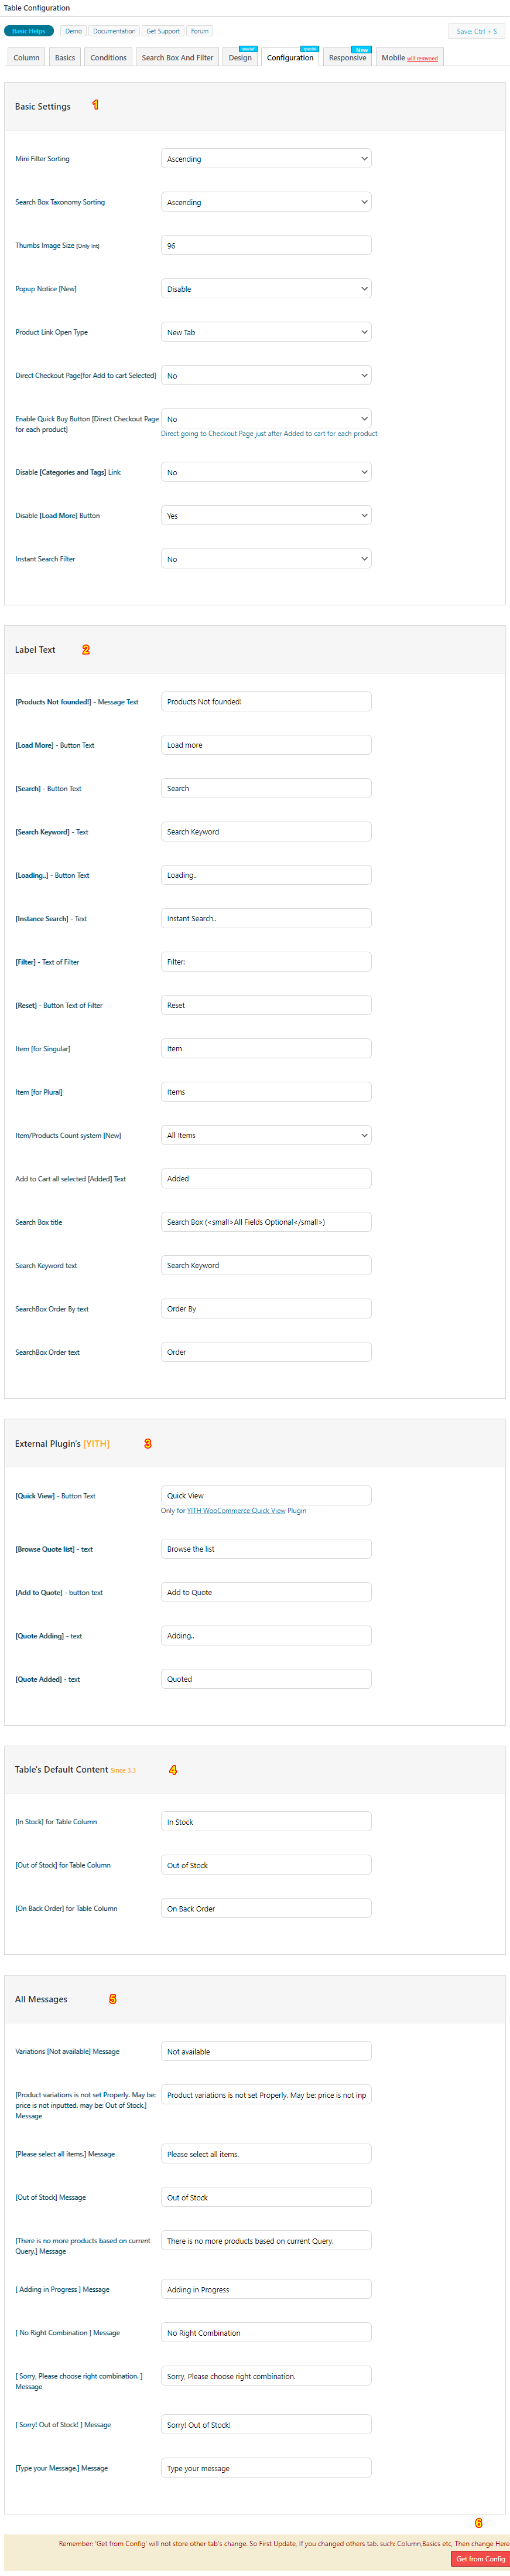 Table Configuration
Basic Helps Demo Documentation Get Support Forum Save: Ctrl + S
Column Basics Conditions Search Box And Filter Design special Configuration special Responsive New Mobile will removed
Basic Settings 1
Mini Filter Sorting Ascending
Search Box Taxonomy Sorting Ascending
Thumbs Image Size [Only Int] 96
Popup Notice [New] Disable
Product Link Open Type New Tab
Direct Checkout Page[for Add to cart Selected] No
Enable Quick Buy Button [Direct Checkout Page No
for each product]
Direct going to Checkout Page just after Added to cart for each product
Disable [Categories and Tags] Link No
Disable [Load More] Button Yes
Instant Search Filter No
Label Text 2
[Products Not founded!] - Message Text Products Not founded!
[Load More] - Button Text Load more
[Search] - Button Text Search
[Search Keyword] - Text Search Keyword
[Loading..] - Button Text Loading..
[Instance Search] - Text Instant Search..
[Filter] - Text of Filter Filter:
[Reset] - Button Text of Filter Reset
Item [for Singular] Item
Item [for Plural] Items
Item/Products Count system [New] All Items
Add to Cart all selected [Added] Text Added
Search Box title Search Box (<small>All Fields Optional</small>)
Search Keyword text Search Keyword
SearchBox Order By text Order By
SearchBox Order text Order
External Plugin's [YITH] 3
[Quick View] - Button Text Quick View
Only for YITH WooCommerce Quick View Plugin
[Browse Quote list] - text Browse the list
[Add to Quote] - button text Add to Quote
[Quote Adding] - text Adding..
[Quote Added] - text Quoted
Table's Default Content Since 3.3 4
[In Stock] for Table Column In Stock
[Out of Stock] for Table Column Out of Stock
[On Back Order] for Table Column On Back Order
All Messages 5
Variations [Not available] Message Not available
[Product variations is not set Properly. May be: Product variations is not set Properly. May be: price is not inp
price is not inputted. may be: Out of Stock.]
Message
[Please select all items.] Message Please select all items.
[Out of Stock] Message Out of Stock
[There is no more products based on current There is no more products based on current Query.
Query.] Message
[ Adding in Progress ] Message Adding in Progress
[ No Right Combination ] Message No Right Combination
[ Sorry, Please choose right combination. ] Sorry, Please choose right combination.
Message
[ Sorry! Out of Stock! ] Message Sorry! Out of Stock!
[Type your Message.] Message Type your message
6
Remember: 'Get from Config' will not store other tab's change. So First Update, If you changed others tab. such: Column,Basics etc, Then change Here
Get from Config